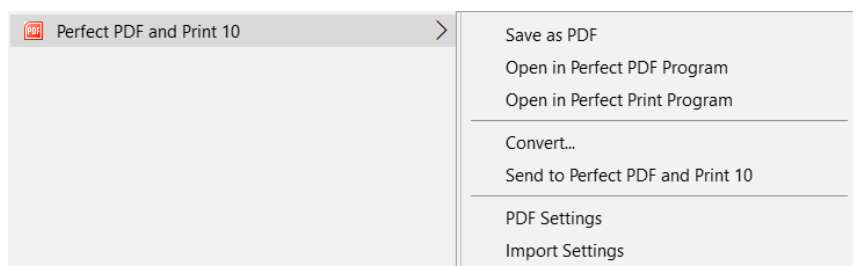 PDF
Perfect PDF and Print 10
Save as PDF
Open in Perfect PDF Program
Open in Perfect Print Program
Convert...
Send to Perfect PDF and Print 10
PDF Settings
Import Settings